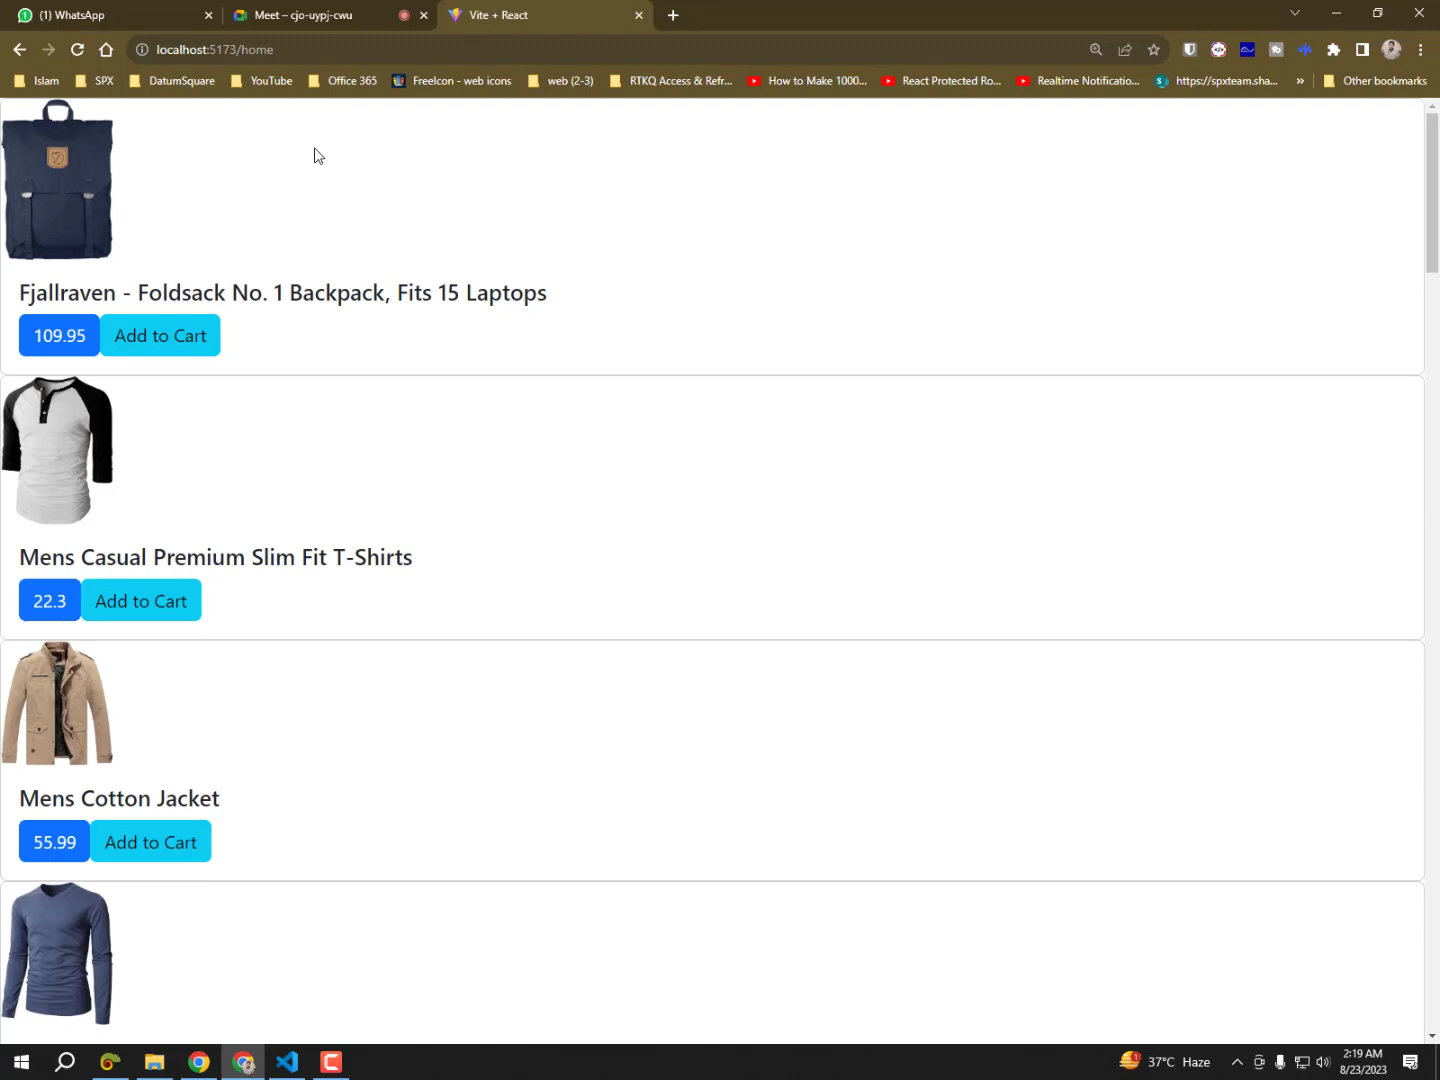 (1) WhatsApp
Meet – cjo-uypj-cwu
Vite + React
localhost:5173/home
Islam
SPX
DatumSquare
YouTube
Office 365
FreeIcon - web icons
web (2-3)
RTKQ Access & Refr...
How to Make 1000...
React Protected Ro...
Realtime Notificatio...
https://spxteam.sha...
»
Other bookmarks
Fjallraven - Foldsack No. 1 Backpack, Fits 15 Laptops
109.95 Add to Cart
Mens Casual Premium Slim Fit T-Shirts
22.3 Add to Cart
Mens Cotton Jacket
55.99 Add to Cart
37°C Haze
2:19 AM
8/23/2023